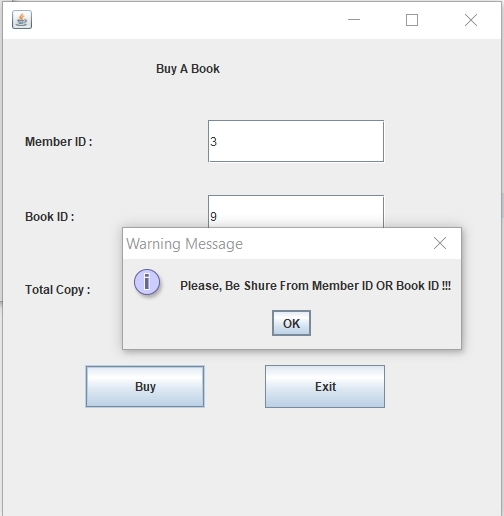 Buy A Book
Member ID :
3
Book ID :
9
Warning Message
Please, Be Shure From Member ID OR Book ID !!!
OK
Total Copy :
Buy
Exit